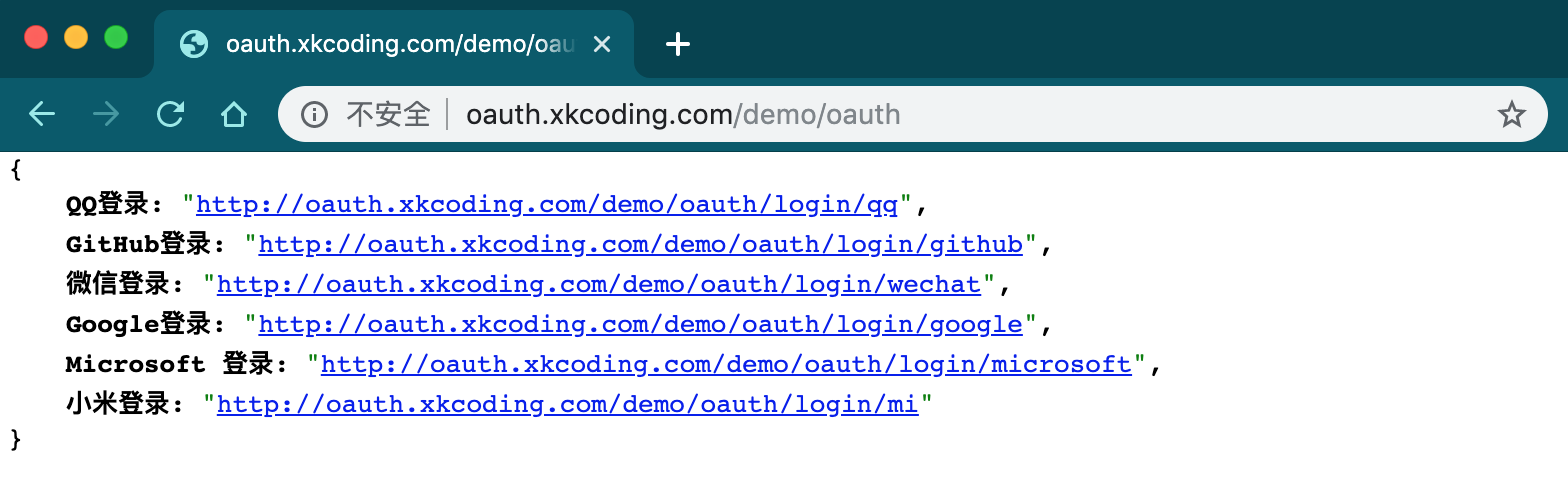 oauth.xkcoding.com/demo/oau
不安全 oauth.xkcoding.com/demo/oauth
{
QQ登录: "http://oauth.xkcoding.com/demo/oauth/login/qq",
GitHub登录: "http://oauth.xkcoding.com/demo/oauth/login/github",
微信登录: "http://oauth.xkcoding.com/demo/oauth/login/wechat",
Google登录: "http://oauth.xkcoding.com/demo/oauth/login/google",
Microsoft 登录: "http://oauth.xkcoding.com/demo/oauth/login/microsoft",
小米登录: "http://oauth.xkcoding.com/demo/oauth/login/mi"
}